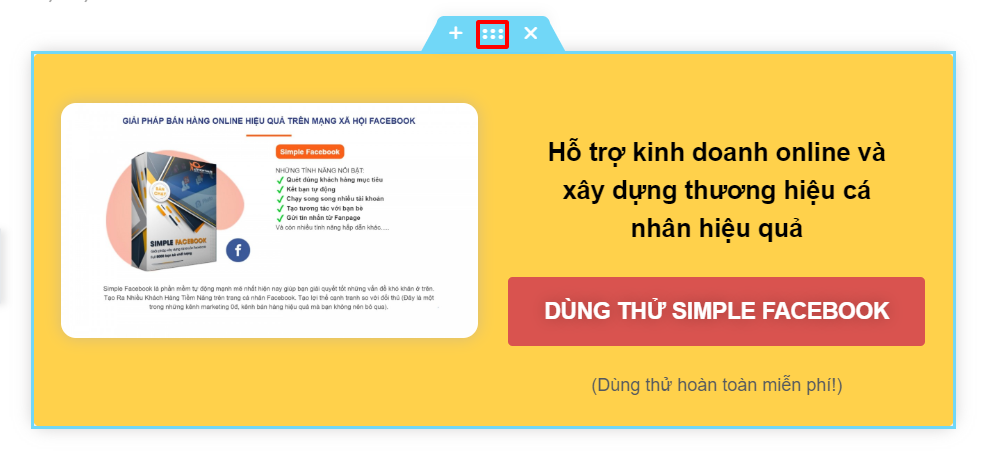 GIẢI PHÁP BÁN HÀNG ONLINE HIỆU QUẢ TRÊN MẠNG XÃ HỘI FACEBOOK
Simple Facebook
NHỮNG TÍNH NĂNG NỔI BẬT:
Quét đúng khách hàng mục tiêu
Kết bạn tự động
Chạy song song nhiều tài khoản
Tạo tương tác với bạn bè
Gửi tin nhắn từ Fanpage
Và còn nhiều tính năng hấp dẫn khác.....
SIMPLE FACEBOOK
f
Simple Facebook là phần mềm tự động mạnh mẽ nhất hiện nay giúp bạn giải quyết tốt những vấn đề khó khăn ở trên.
Tạo Ra Nhiều Khách Hàng Tiềm Năng trên trang cá nhân Facebook. Tạo lợi thế cạnh tranh so với đối thủ (Đây là một
trong những kênh marketing 0đ, kênh bán hàng hiệu quả mà bạn không nên bỏ qua).
Hỗ trợ kinh doanh online và
xây dựng thương hiệu cá
nhân hiệu quả
DÙNG THỬ SIMPLE FACEBOOK
(Dùng thử hoàn toàn miễn phí!)